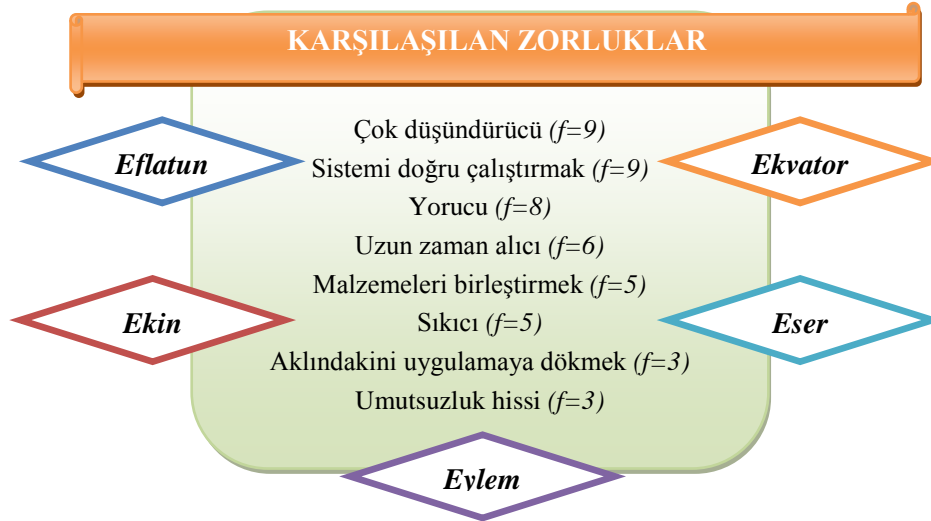 KARŞILAŞILAN ZORLUKLAR
Çok düşündürücü (f=9)
Eflatun
Ekvator
Sistemi doğru çalıştırmak (f=9)
Yorucu (f=8)
Uzun zaman alıcı (f=6)
Malzemeleri birleştirmek (f=5)
Ekin
Sıkıcı (f=5)
Eser
Aklındakini uygulamaya dökmek (f=3)
Umutsuzluk hissi (f=3)
Eylem